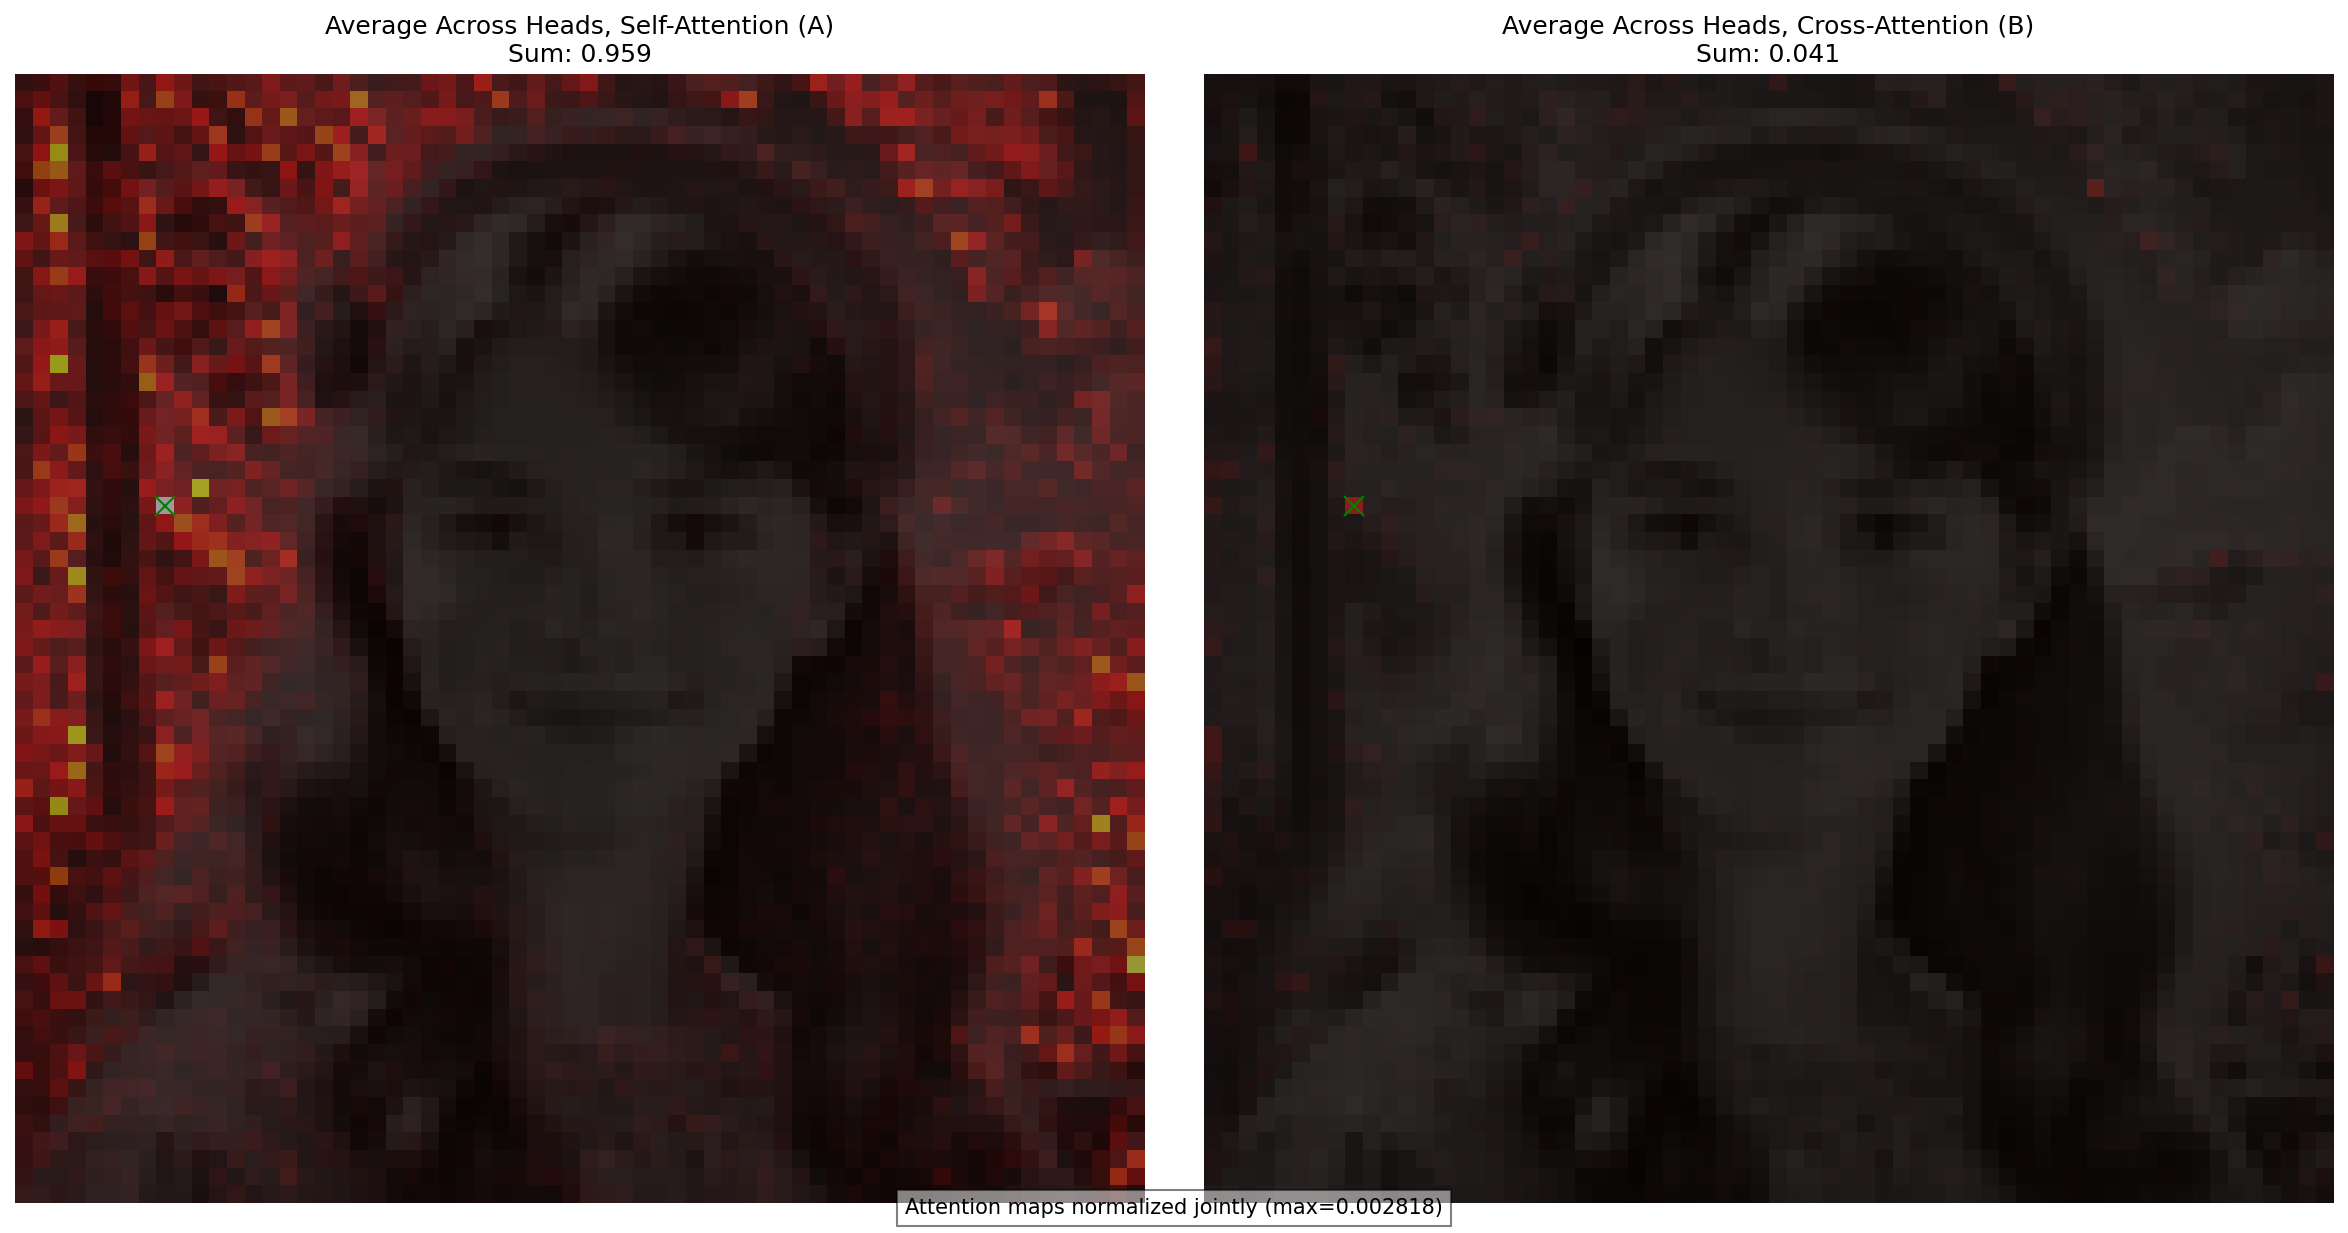 Average Across Heads, Self-Attention (A)
Sum: 0.959
Average Across Heads, Cross-Attention (B)
Sum: 0.041
Attention maps normalized jointly (max=0.002818)